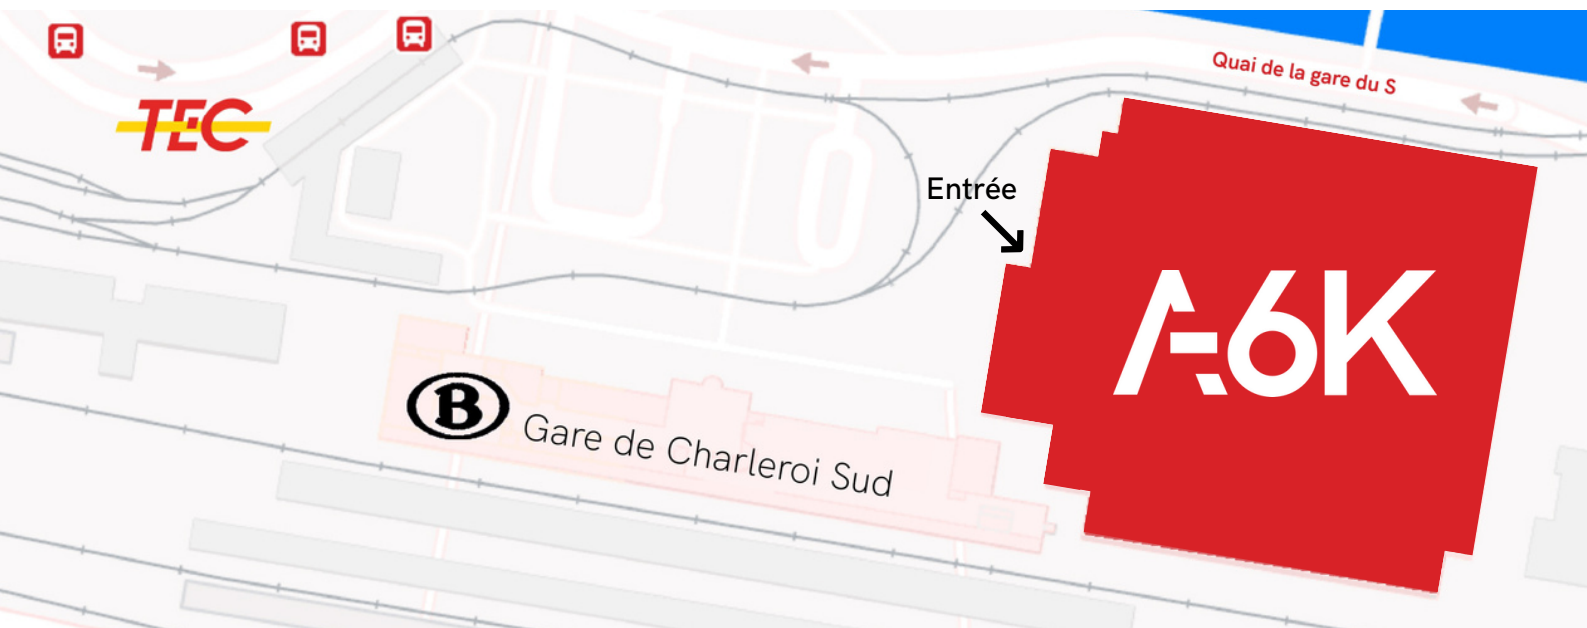 TEC
Quai de la gare du S
Entrée
A6K
B
Gare de Charleroi Sud